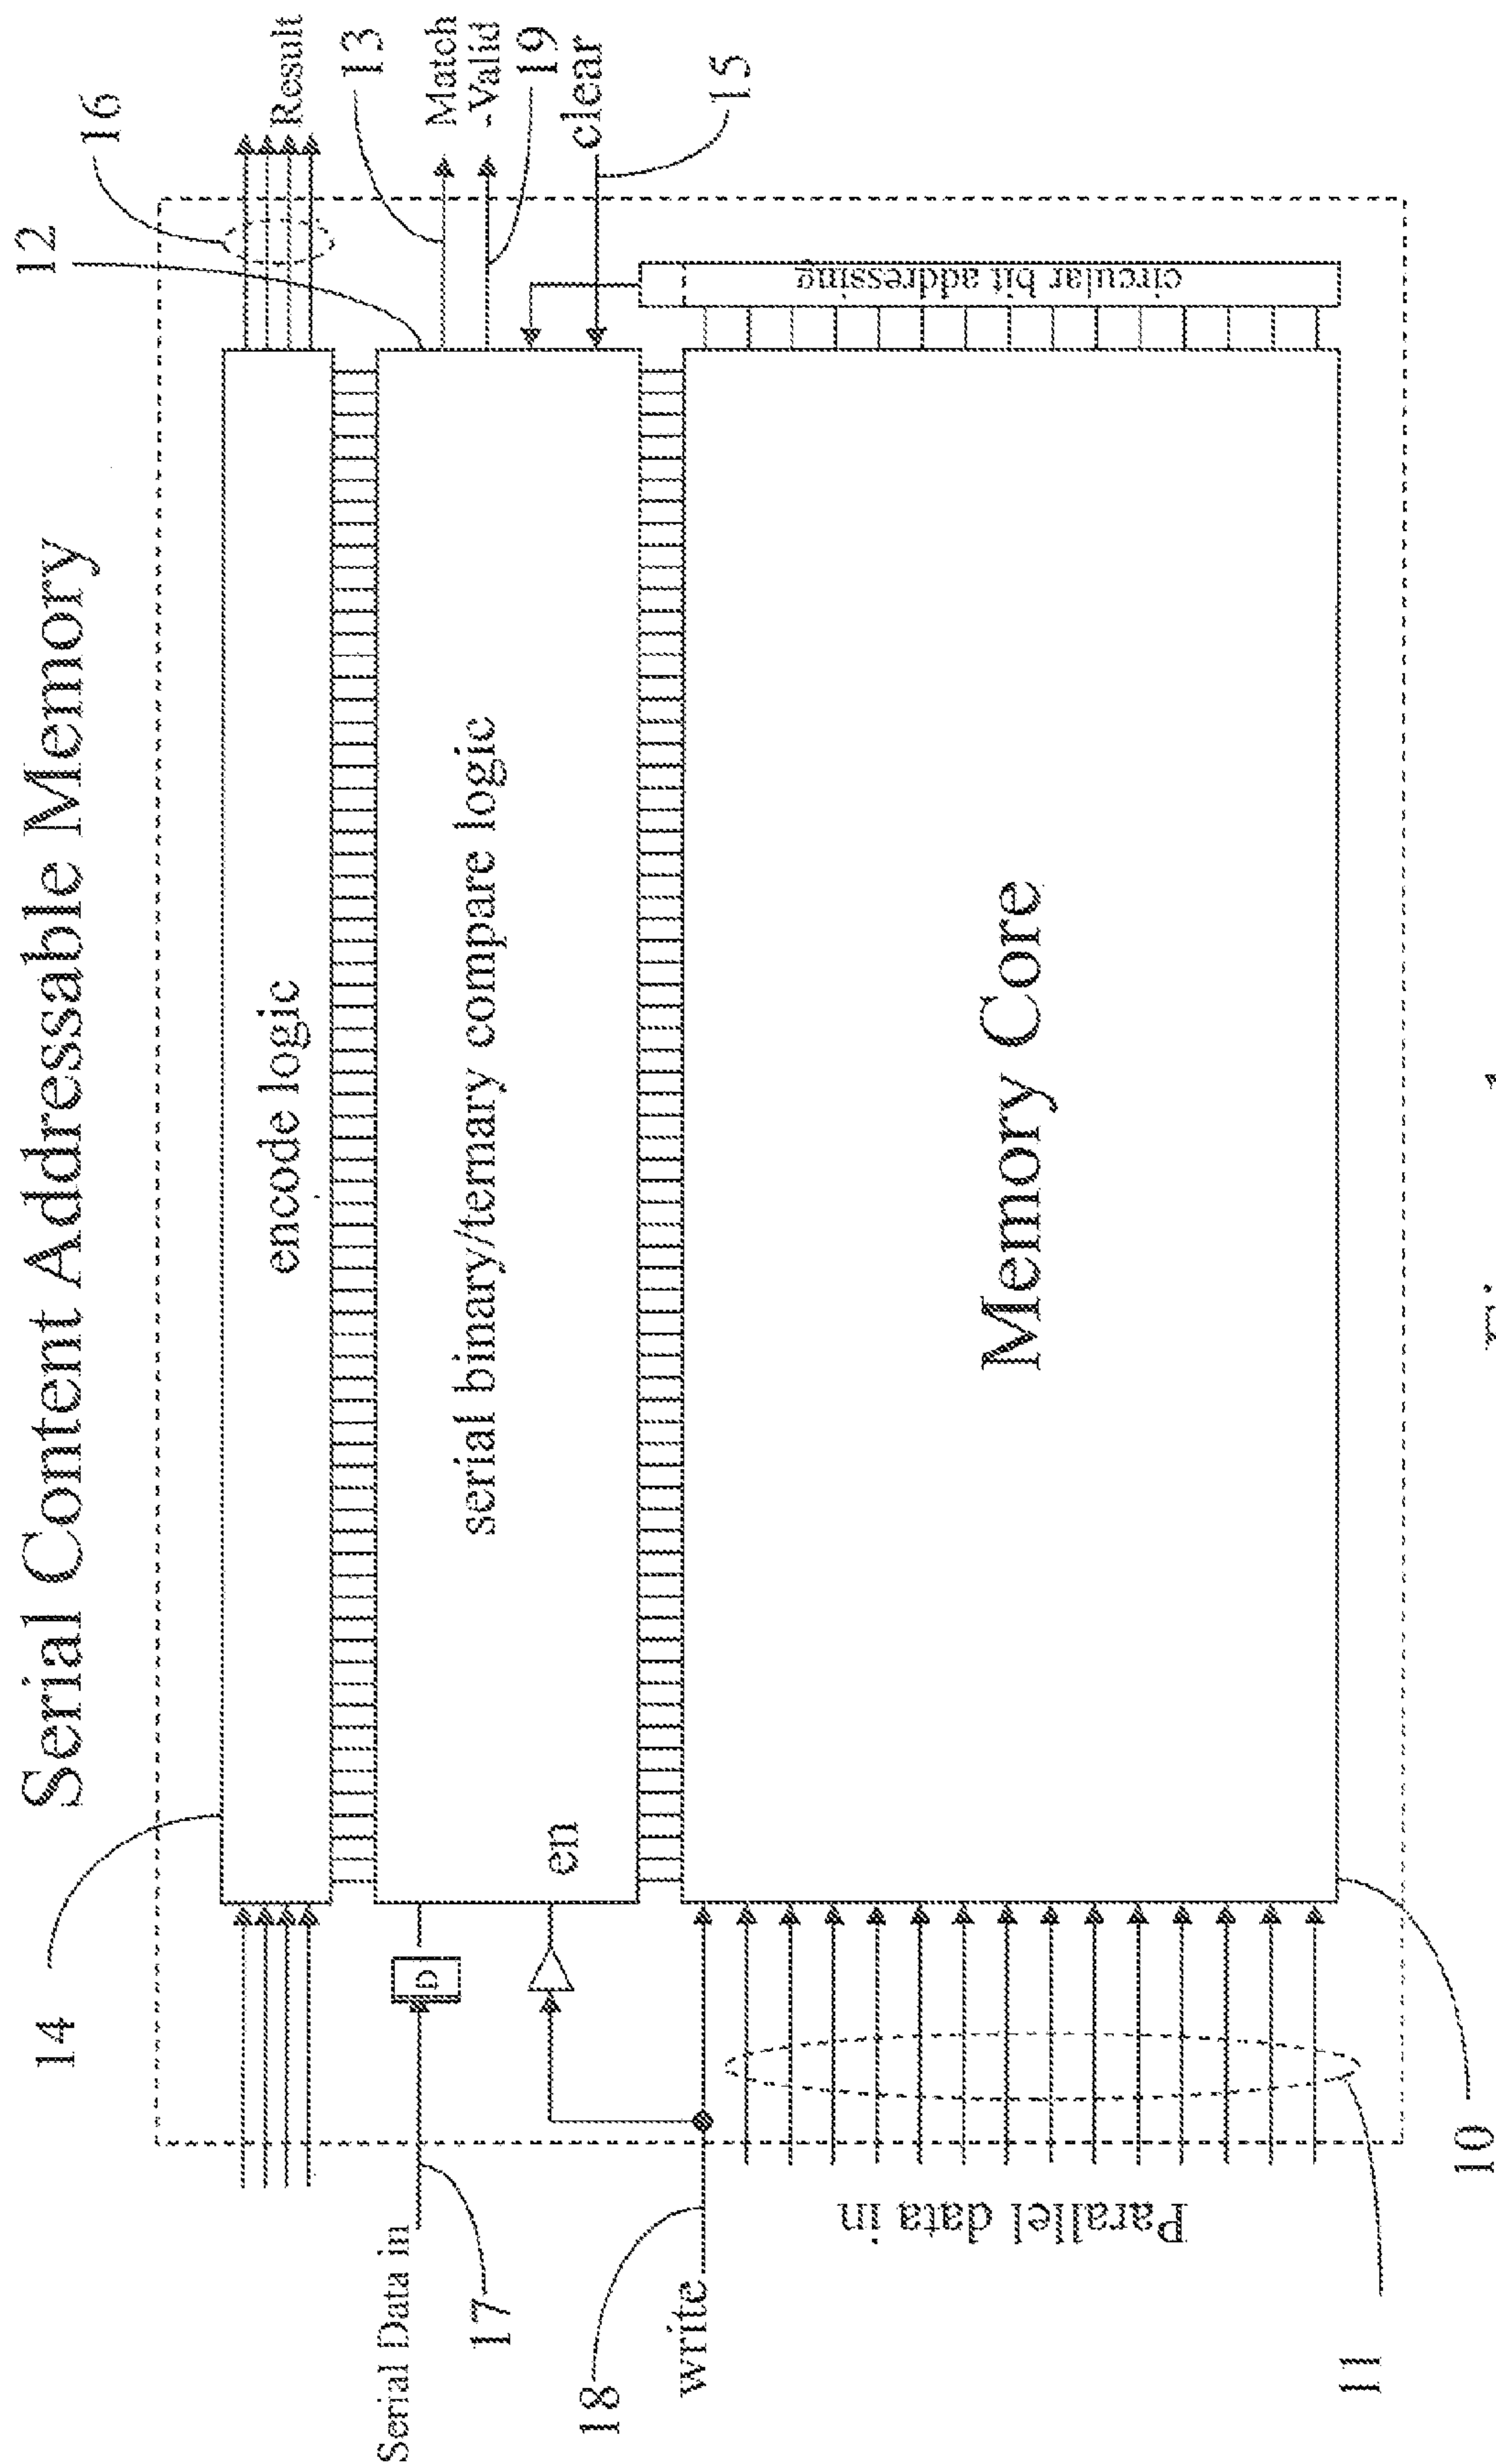 Serial Content Addressable Memory
14
12
16
encode logic
Result
13
serial binary/ternary compare logic
Match
-Valid
19
clear
15
Serial Data in
17
D
en
18
write
circular bit addressing
Memory Core
Parallel data in
11
10